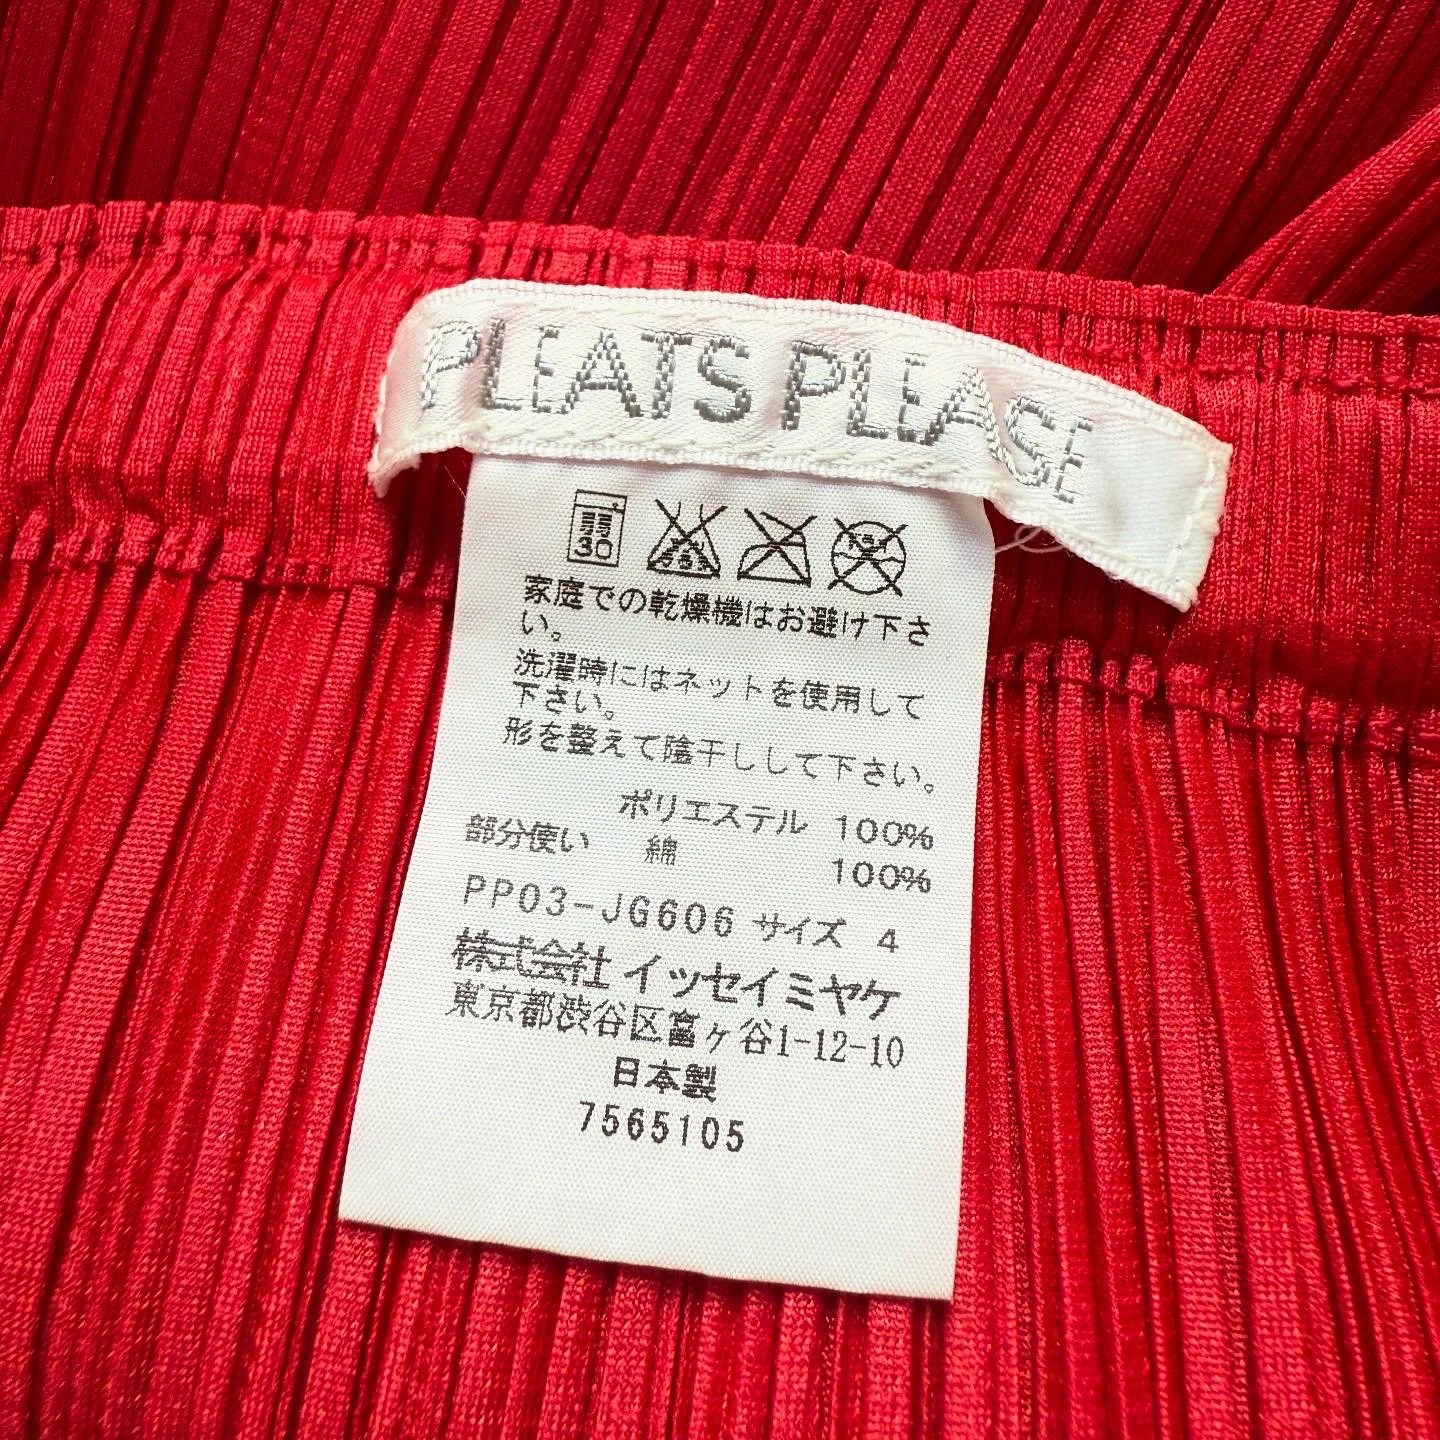 PLEATS PLEASE
弱
30
家庭での乾燥機はお避け下さ
い。
洗濯時にはネットを使用して
下さい。
形を整えて陰干しして下さい。
ポリエステル 100%
部分使い 綿 100%
PP03-JG606 サイズ 4
株式会社 イッセイミヤケ
東京都渋谷区富ヶ谷1-12-10
日本製
7565105